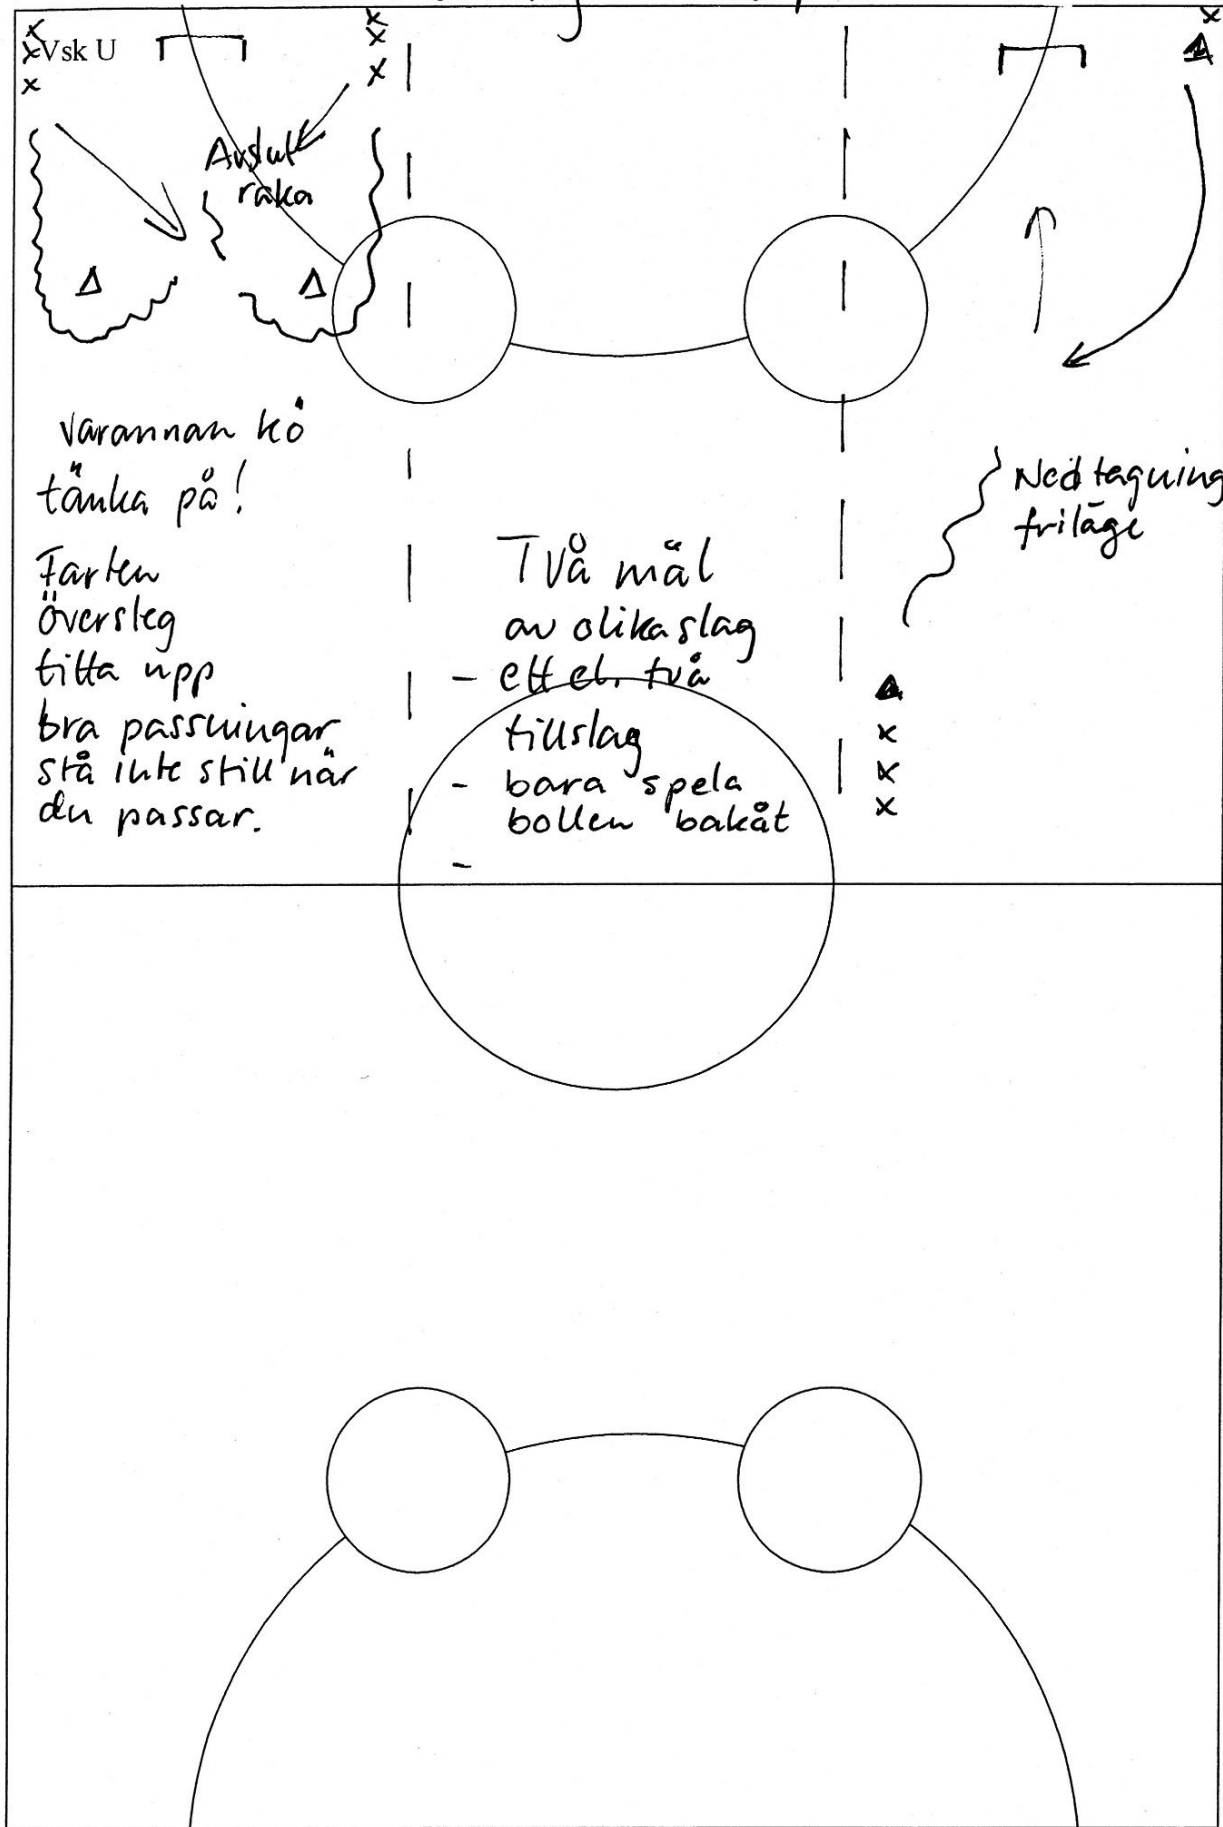 Vsk U
Avslut
raka
varannan kö
tänka på!
Farten
översteg
titta upp
bra passningar
stå inte still när
du passar.
Två mål
av olika slag
- ett el. två
tillslag
- bara spela
bollen bakåt
-
Nedtagning
friläge